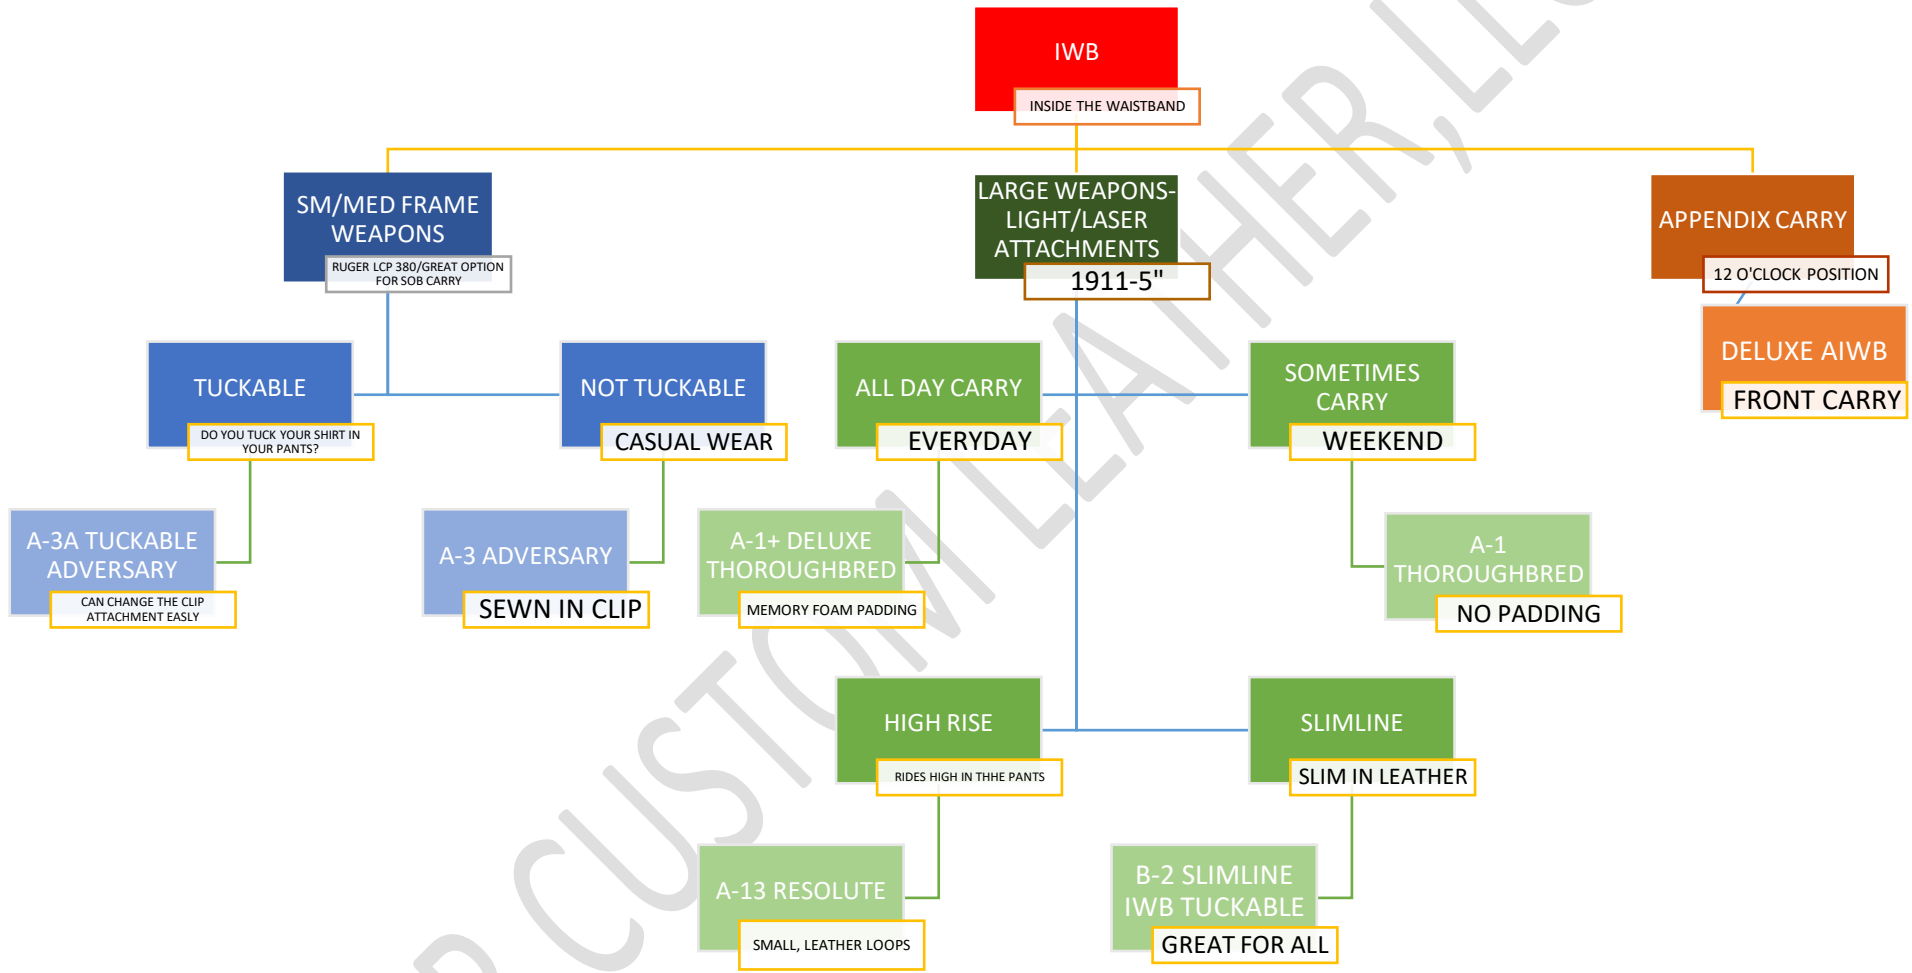 IWB
INSIDE THE WAISTBAND
SM/MED FRAME
WEAPONS
RUGER LCP 380/GREAT OPTION
FOR SOB CARRY
LARGE WEAPONS-
LIGHT/LASER
ATTACHMENTS
1911-5"
APPENDIX CARRY
12 O'CLOCK POSITION
TUCKABLE
DO YOU TUCK YOUR SHIRT IN
YOUR PANTS?
NOT TUCKABLE
CASUAL WEAR
ALL DAY CARRY
EVERYDAY
SOMETIMES
CARRY
WEEKEND
DELUXE AIWB
FRONT CARRY
A-3A TUCKABLE
ADVERSARY
CAN CHANGE THE CLIP
ATTACHMENT EASLY
A-3 ADVERSARY
SEWN IN CLIP
A-1+ DELUXE
THOROUGHBRED
MEMORY FOAM PADDING
A-1
THOROUGHBRED
NO PADDING
HIGH RISE
RIDES HIGH IN THHE PANTS
SLIMLINE
SLIM IN LEATHER
A-13 RESOLUTE
SMALL, LEATHER LOOPS
B-2 SLIMLINE
IWB TUCKABLE
GREAT FOR ALL
CUSTOM LEATHER, LLC